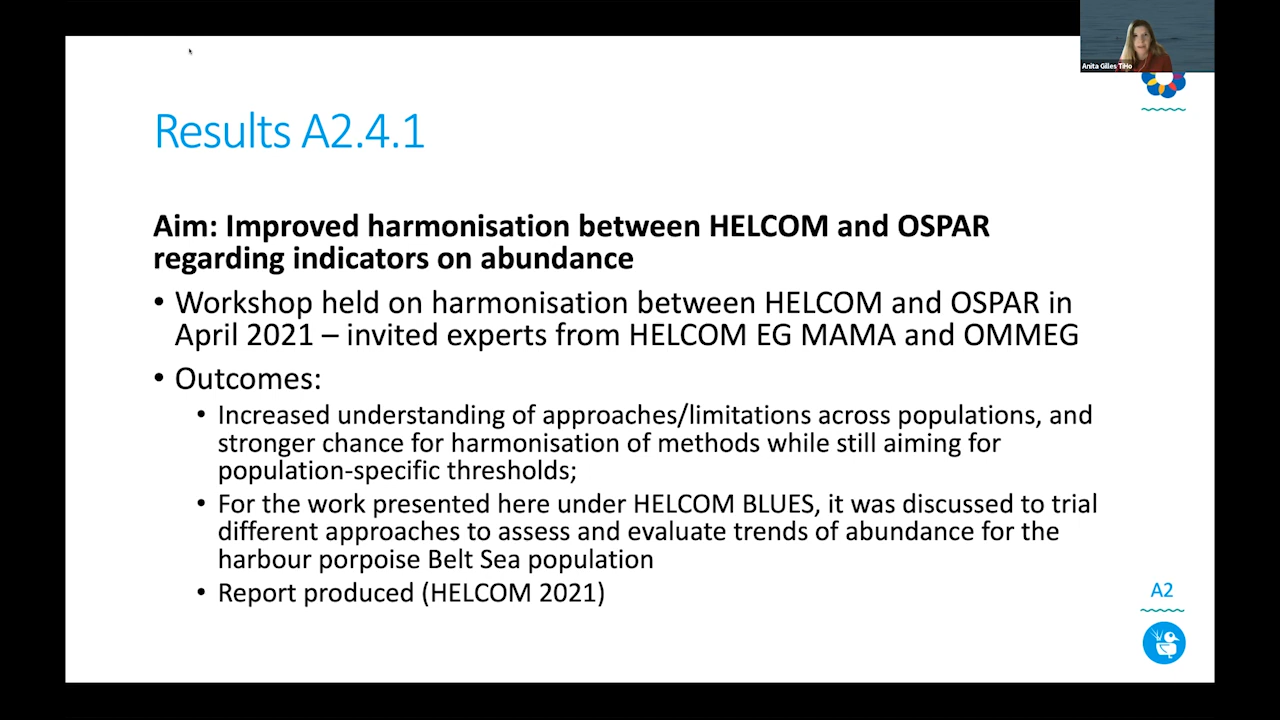 Anita Gilles TiHo
Results A2.4.1
Aim: Improved harmonisation between HELCOM and OSPAR
regarding indicators on abundance
• Workshop held on harmonisation between HELCOM and OSPAR in
April 2021 – invited experts from HELCOM EG MAMA and OMMEG
• Outcomes:
• Increased understanding of approaches/limitations across populations, and
stronger chance for harmonisation of methods while still aiming for
population-specific thresholds;
• For the work presented here under HELCOM BLUES, it was discussed to trial
different approaches to assess and evaluate trends of abundance for the
harbour porpoise Belt Sea population
• Report produced (HELCOM 2021)
A2